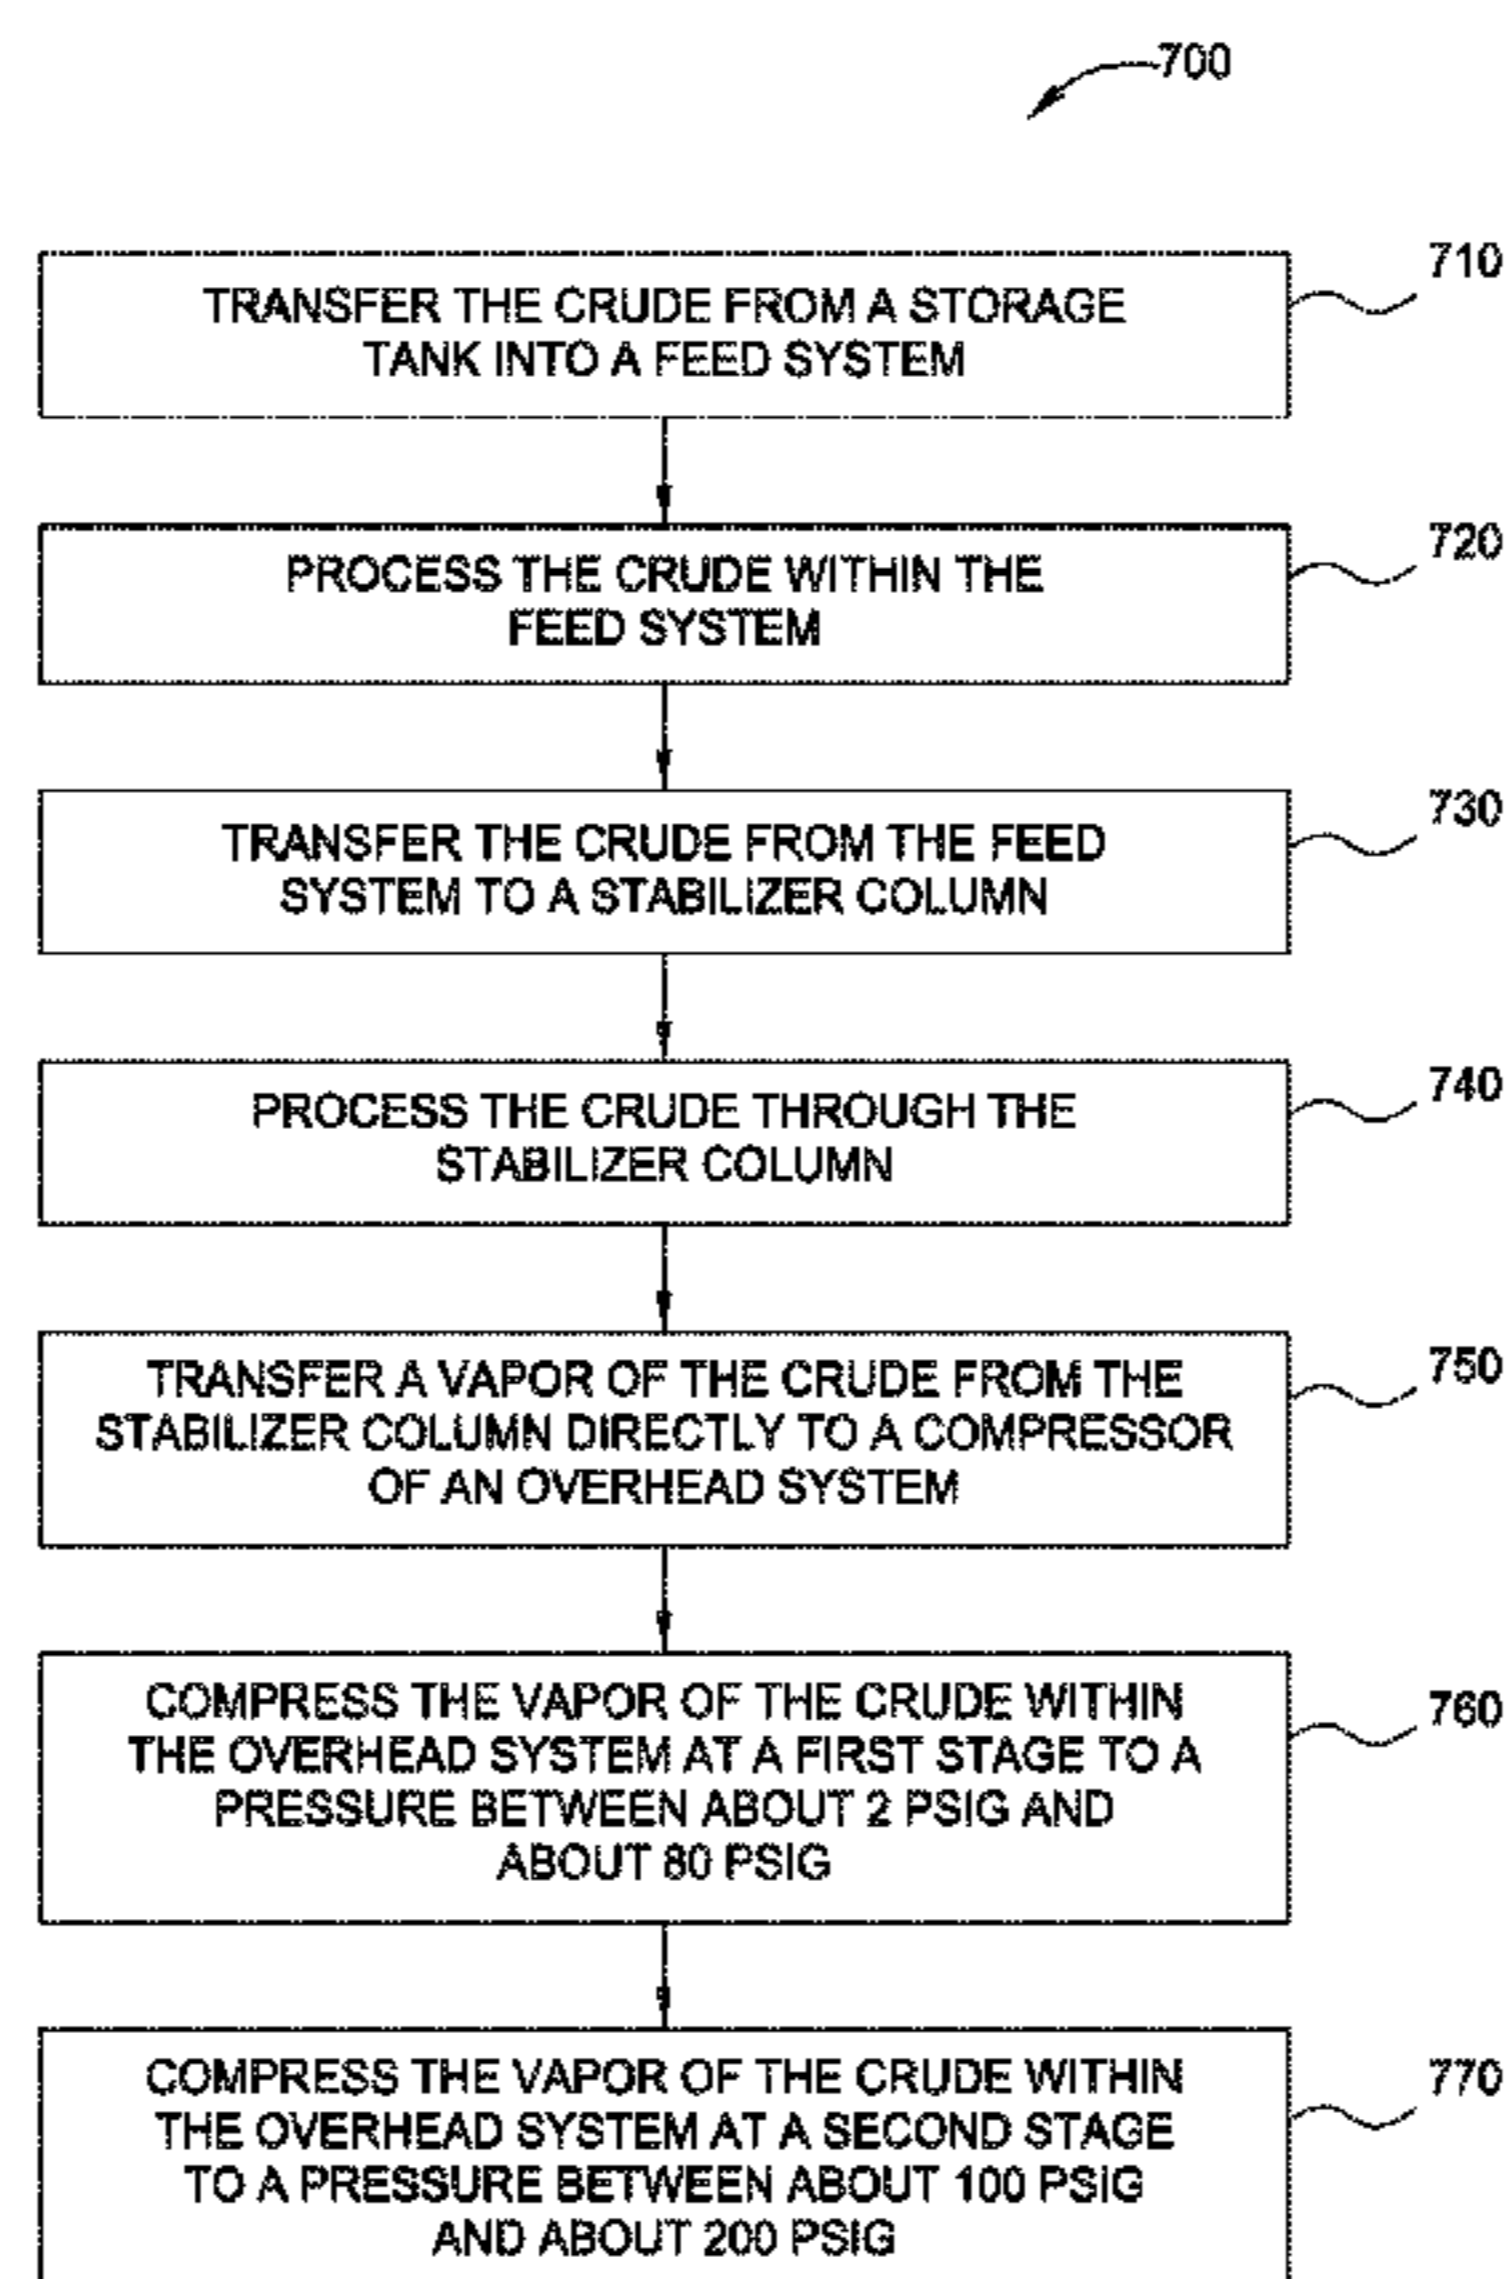 700
710
TRANSFER THE CRUDE FROM A STORAGE
TANK INTO A FEED SYSTEM
720
PROCESS THE CRUDE WITHIN THE
FEED SYSTEM
730
TRANSFER THE CRUDE FROM THE FEED
SYSTEM TO A STABILIZER COLUMN
740
PROCESS THE CRUDE THROUGH THE
STABILIZER COLUMN
750
TRANSFER A VAPOR OF THE CRUDE FROM THE
STABILIZER COLUMN DIRECTLY TO A COMPRESSOR
OF AN OVERHEAD SYSTEM
760
COMPRESS THE VAPOR OF THE CRUDE WITHIN
THE OVERHEAD SYSTEM AT A FIRST STAGE TO A
PRESSURE BETWEEN ABOUT 2 PSIG AND
ABOUT 80 PSIG
770
COMPRESS THE VAPOR OF THE CRUDE WITHIN
THE OVERHEAD SYSTEM AT A SECOND STAGE
TO A PRESSURE BETWEEN ABOUT 100 PSIG
AND ABOUT 200 PSIG